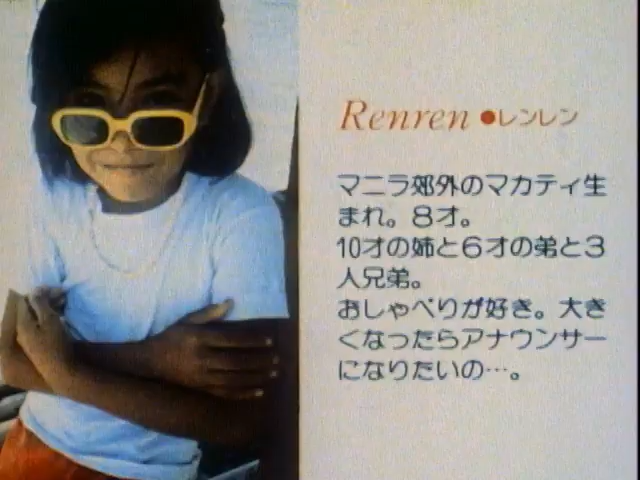 Renren ●レンレン
マニラ郊外のマカティ生
まれ。8才。
10才の姉と6才の弟と3
人兄弟。
おしゃべりが好き。大き
くなったらアナウンサー
になりたいの…。